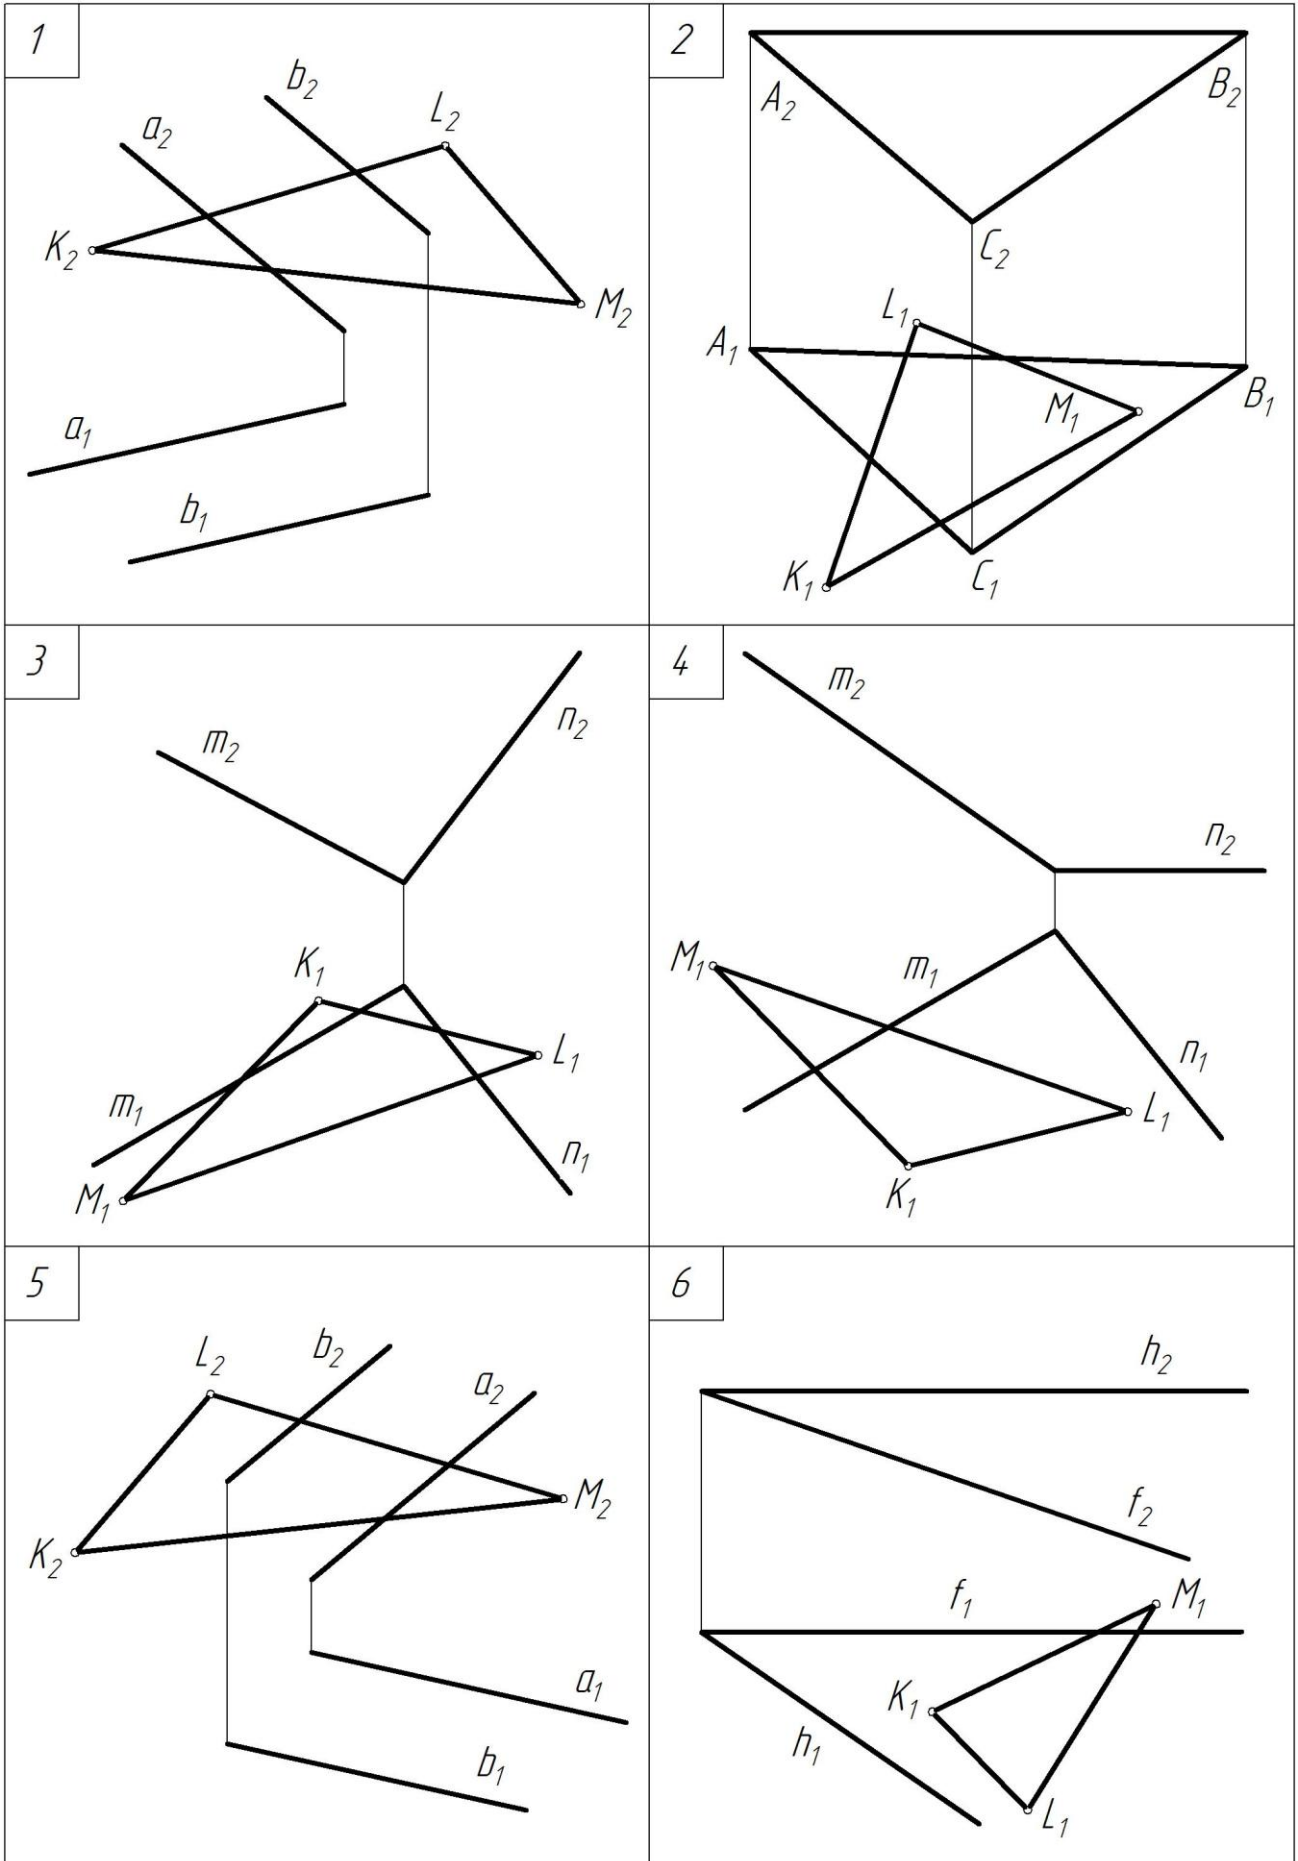 1
b₂
L₂
a₂
K₂
M₂
a₁
b₁
2
A₂
B₂
C₂
L₁
A₁
M₁
B₁
K₁
C₁
3
n₂
m₂
K₁
L₁
m₁
n₁
M₁
4
m₂
n₂
M₁
m₁
n₁
L₁
K₁
5
b₂
L₂
a₂
M₂
K₂
a₁
b₁
6
h₂
f₂
f₁
M₁
K₁
h₁
L₁